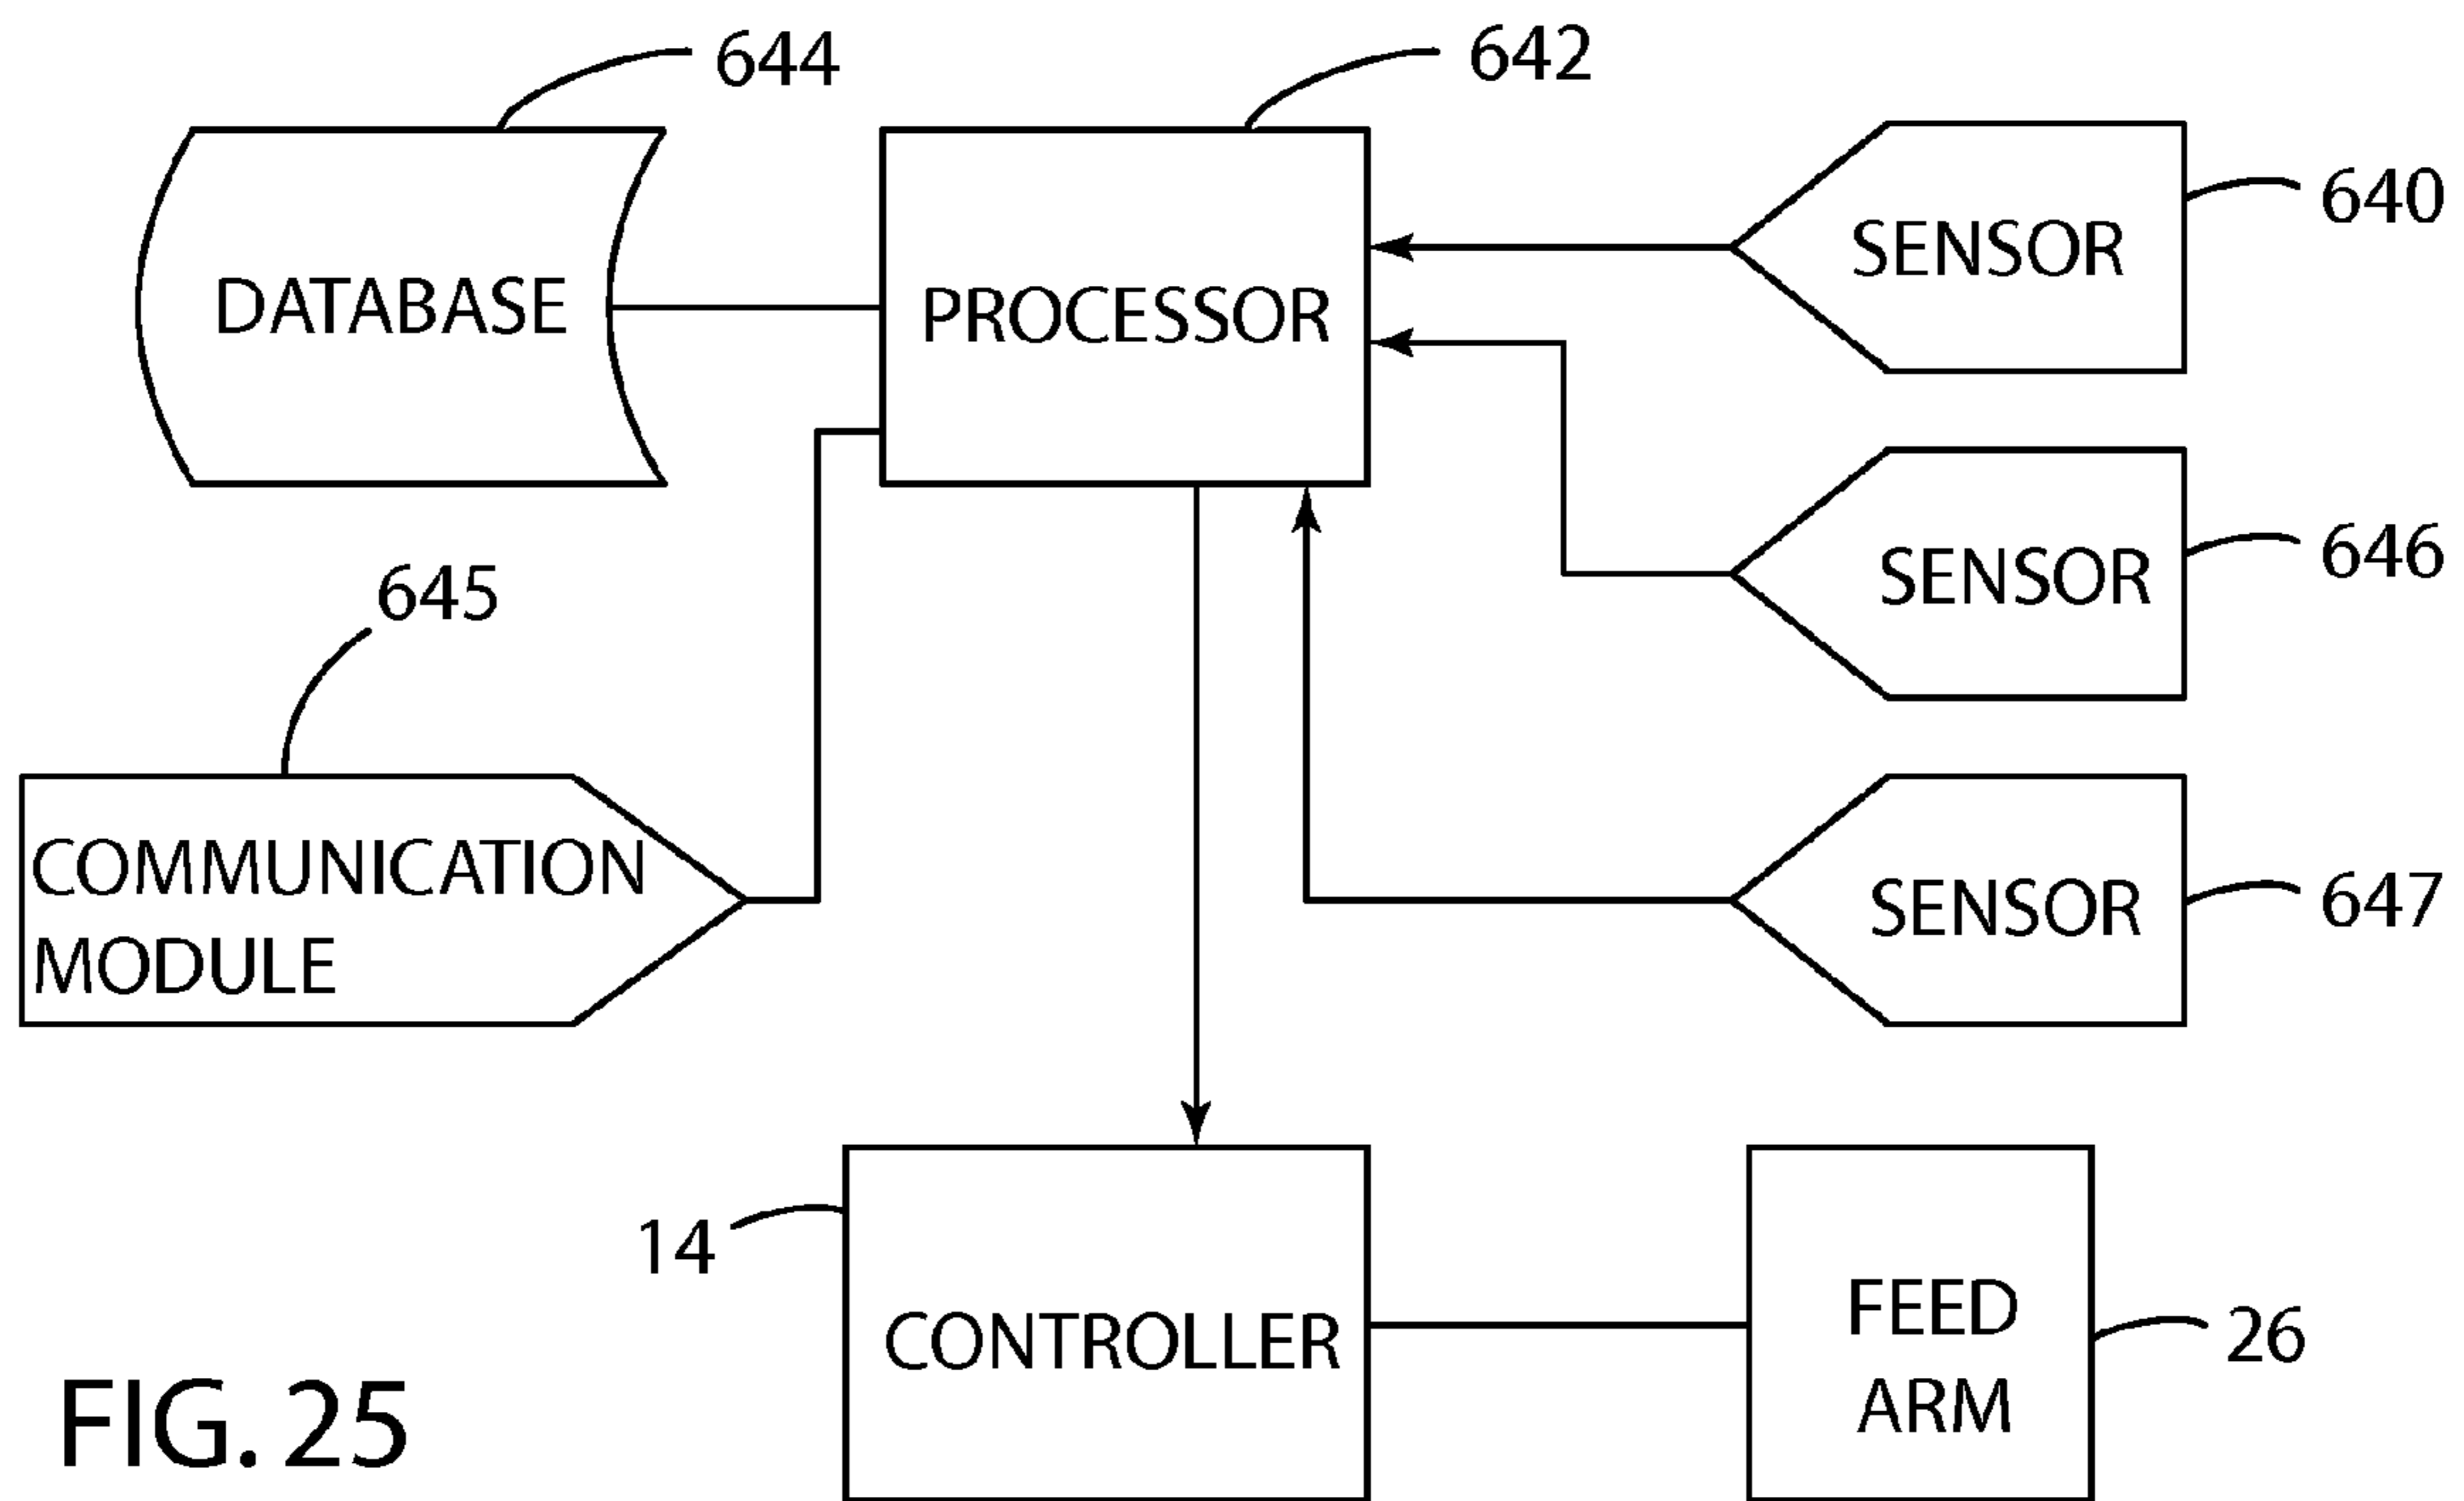 644
642
640
SENSOR
DATABASE
PROCESSOR
646
SENSOR
645
COMMUNICATION
MODULE
647
SENSOR
14
CONTROLLER
FEED
ARM
26
FIG. 25